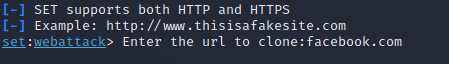 [-] SET supports both HTTP and HTTPS
[-] Example: http://www.thisisafakesite.com
set:webattack> Enter the url to clone:facebook.com